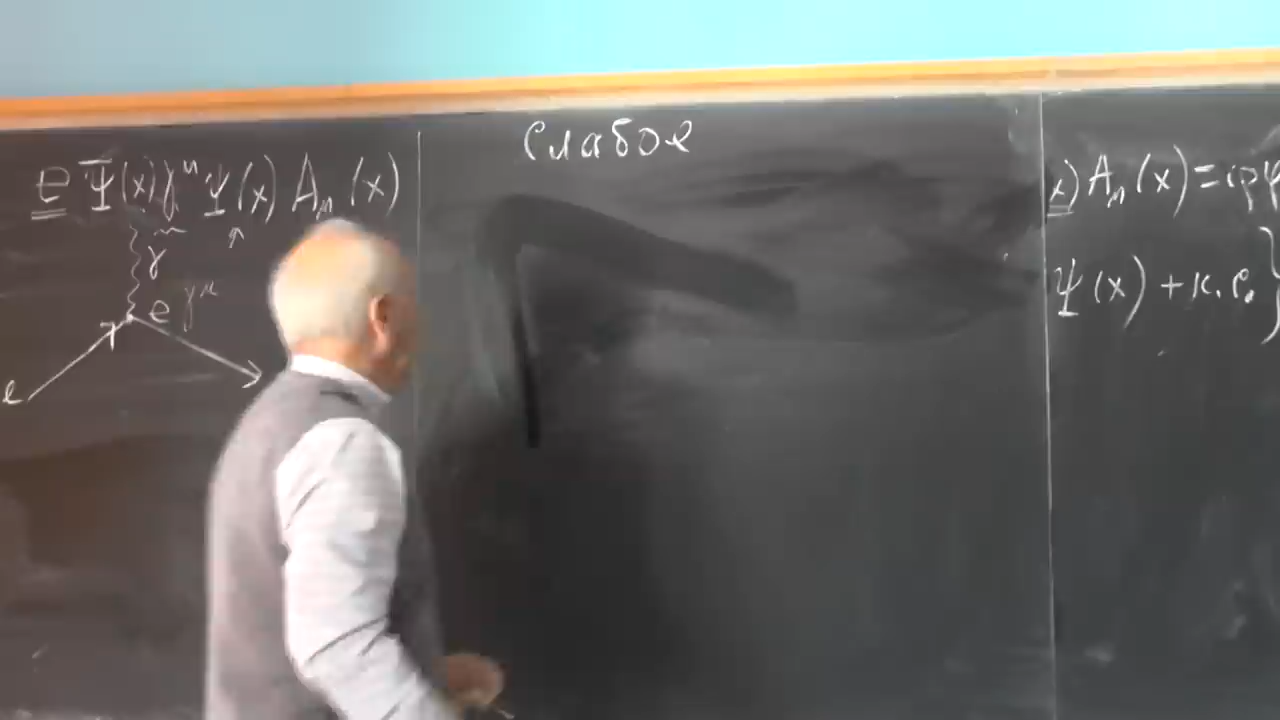 e Ψ̄(x)γ^μ Ψ(x) A_μ(x)
γ
e γ^μ
e
Слабое
x) A_μ(x) =
Ψ(x) + к.с. }